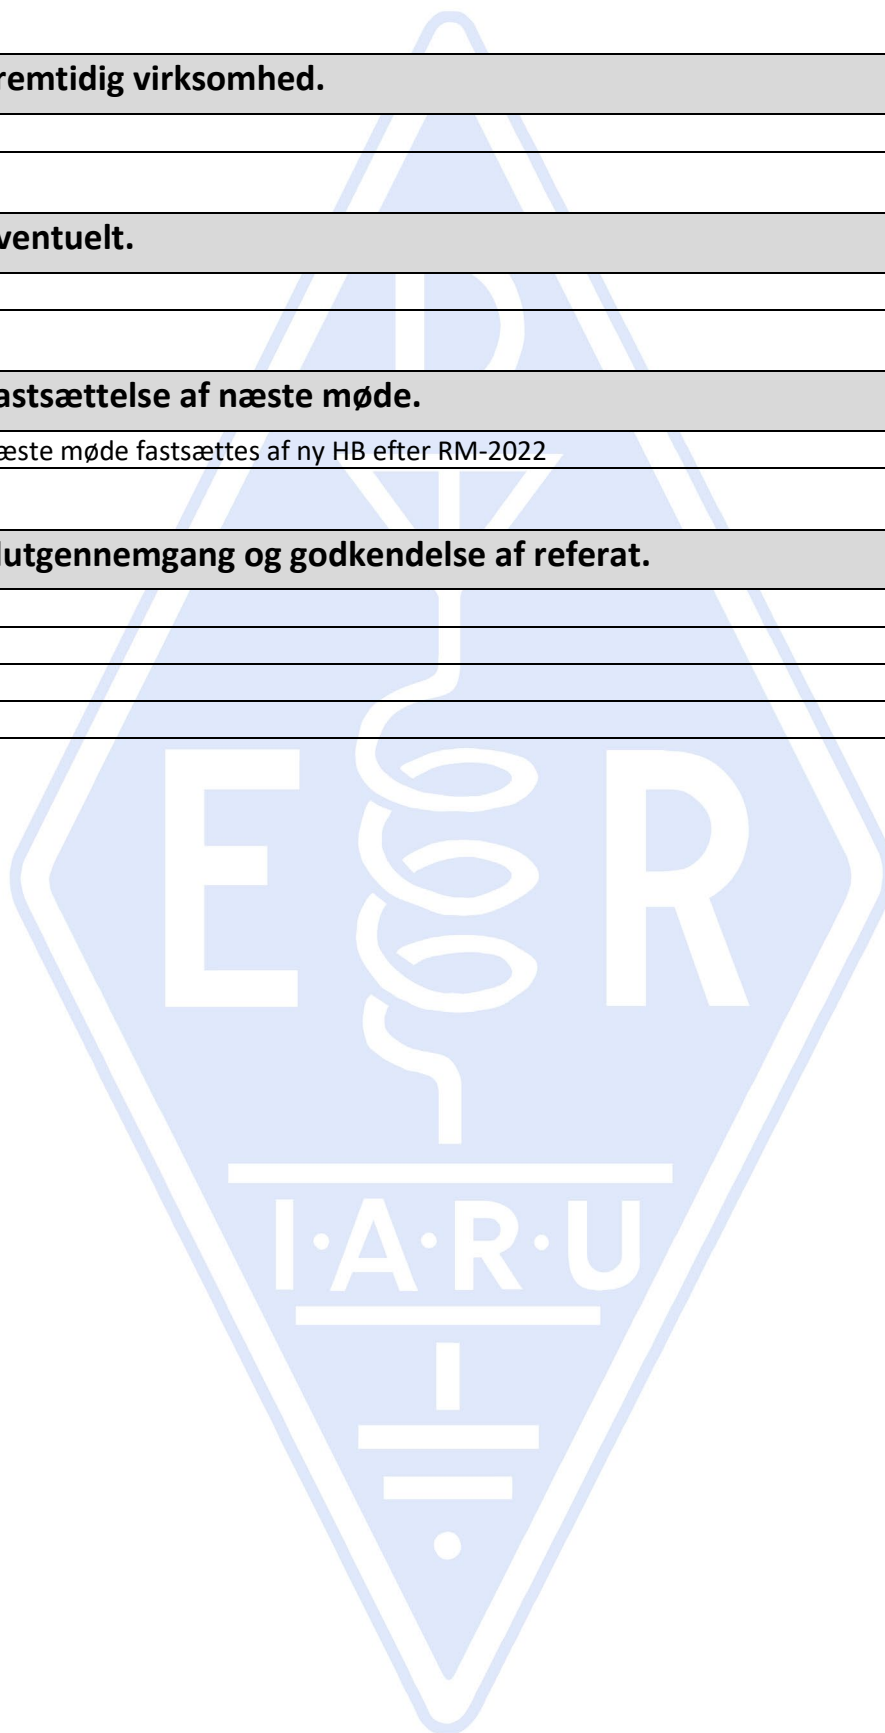 remtidig virksomhed.
ventuelt.
D
astsættelse af næste møde.
æste møde fastsættes af ny HB efter RM-2022
lutgennemgang og godkendelse af referat.
E R
I·A·R·U